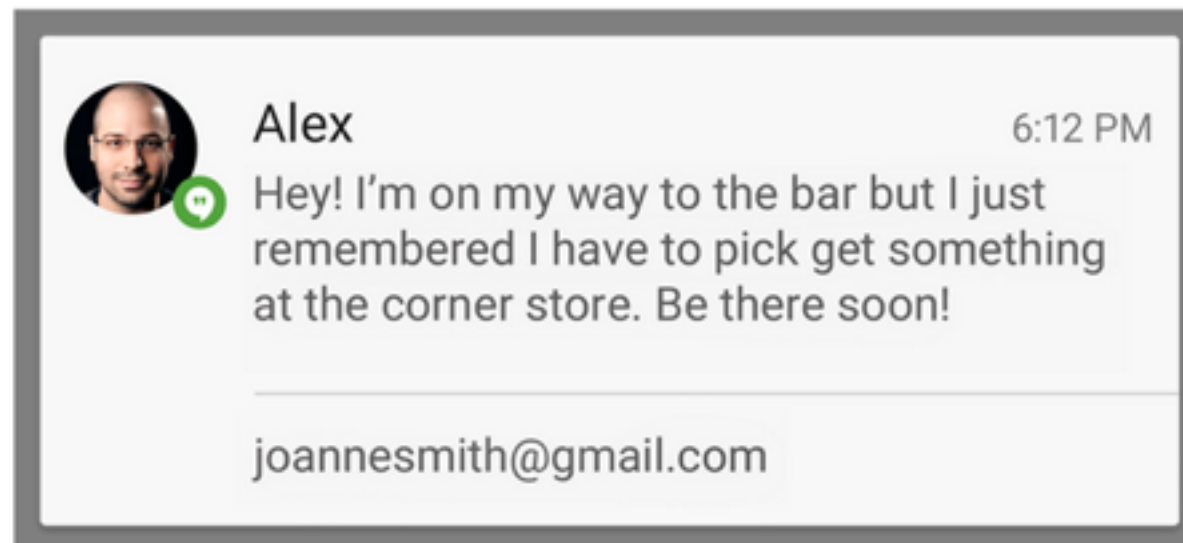 Alex
6:12 PM
Hey! I’m on my way to the bar but I just
remembered I have to pick get something
at the corner store. Be there soon!
joannesmith@gmail.com